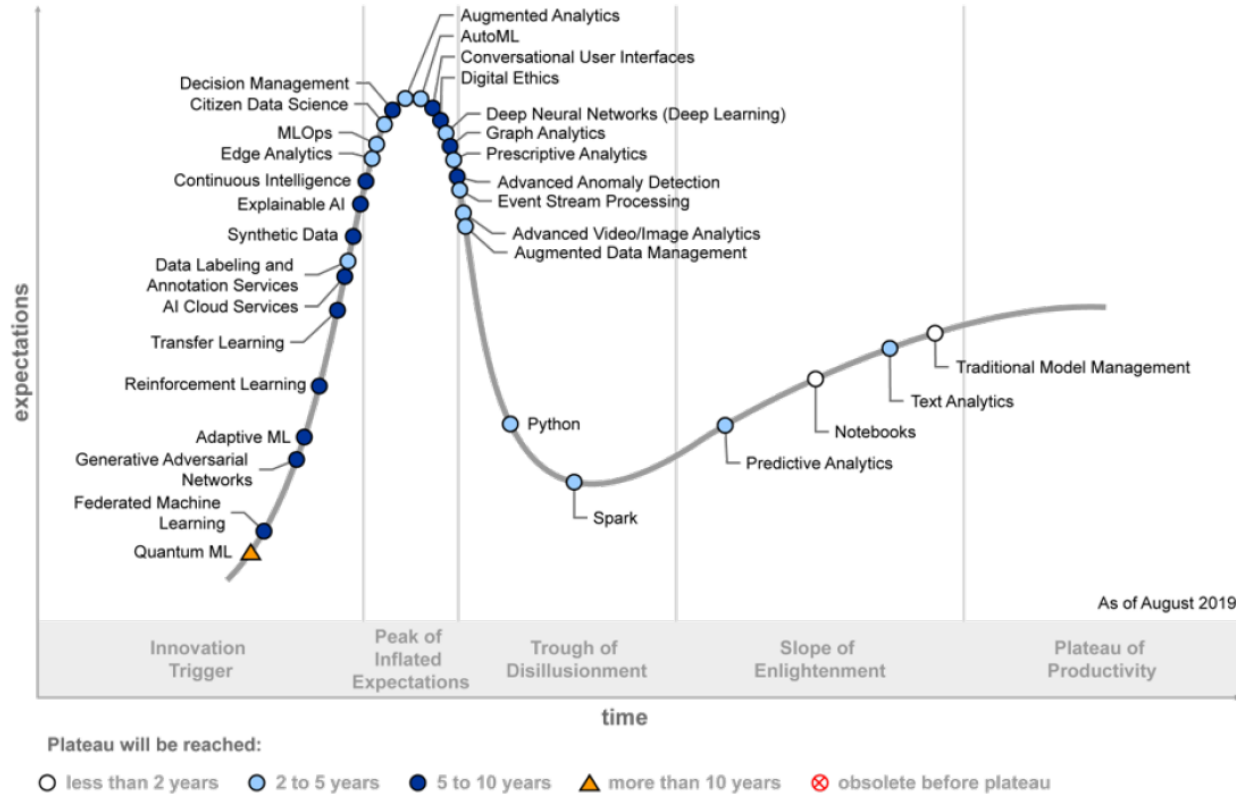 Augmented Analytics
AutoML
Conversational User Interfaces
Digital Ethics
Decision Management
Citizen Data Science
MLOps
Edge Analytics
Continuous Intelligence
Explainable AI
Synthetic Data
Data Labeling and
Annotation Services
AI Cloud Services
Transfer Learning
Reinforcement Learning
Adaptive ML
Generative Adversarial
Networks
Federated Machine
Learning
Quantum ML
Deep Neural Networks (Deep Learning)
Graph Analytics
Prescriptive Analytics
Advanced Anomaly Detection
Event Stream Processing
Advanced Video/Image Analytics
Augmented Data Management
Python
Spark
Predictive Analytics
Notebooks
Text Analytics
Traditional Model Management
expectations
As of August 2019
Innovation
Trigger
Peak of
Inflated
Expectations
Trough of
Disillusionment
Slope of
Enlightenment
Plateau of
Productivity
time
Plateau will be reached:
less than 2 years
2 to 5 years
5 to 10 years
more than 10 years
obsolete before plateau